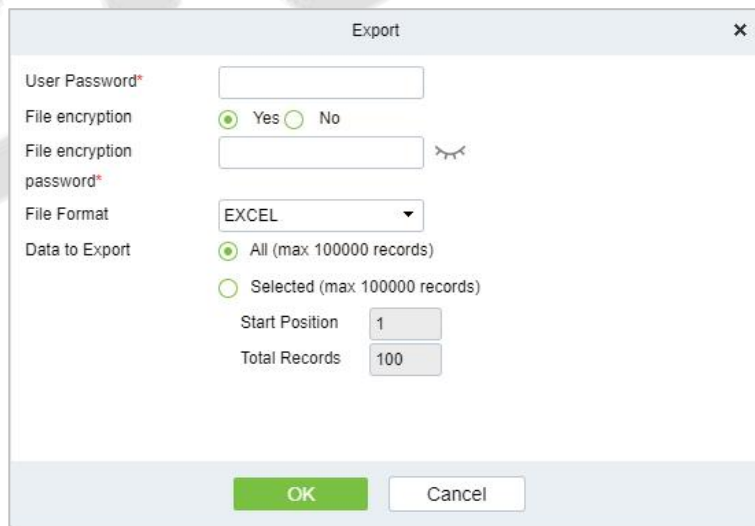 Export
User Password*
File encryption Yes No
File encryption
password*
File Format EXCEL
Data to Export All (max 100000 records)
Selected (max 100000 records)
Start Position 1
Total Records 100
OK Cancel